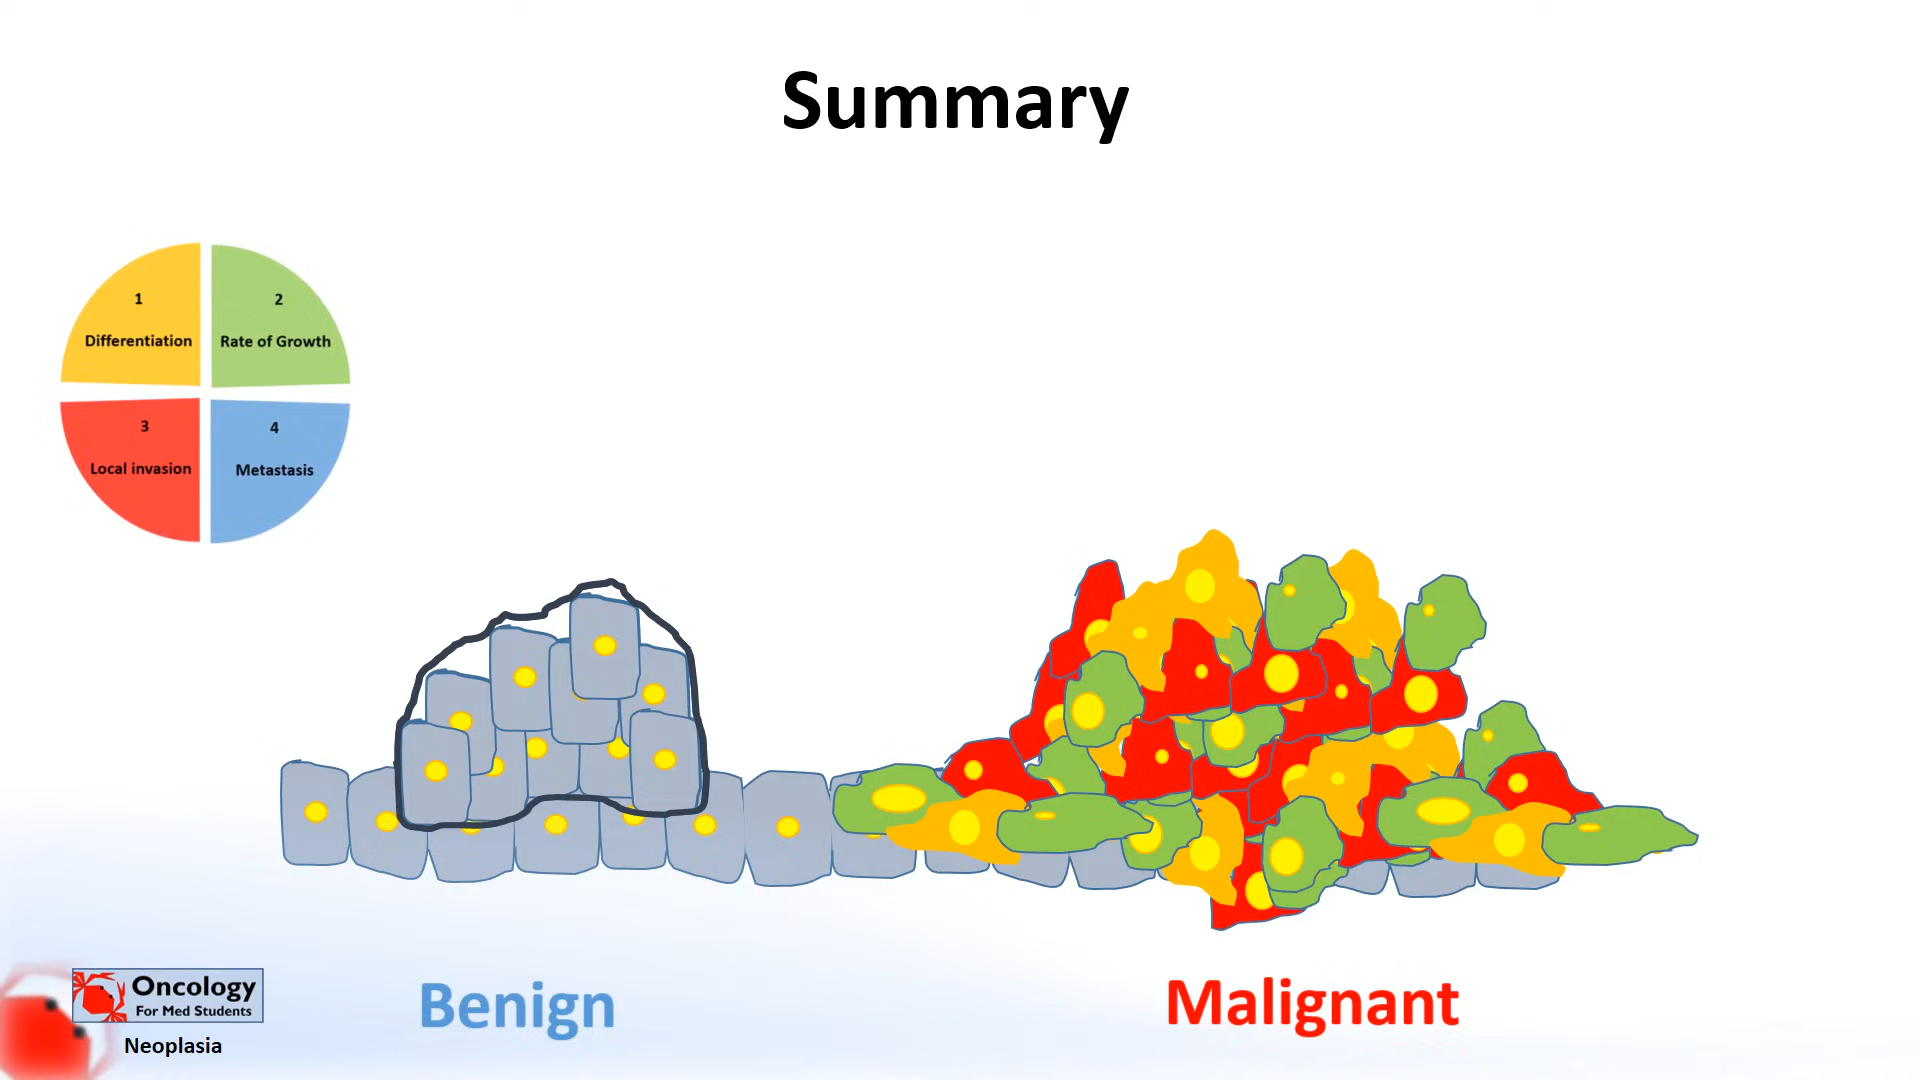 Summary
1
Differentiation
2
Rate of Growth
3
Local invasion
4
Metastasis
Benign
Malignant
Oncology
For Med Students
Neoplasia